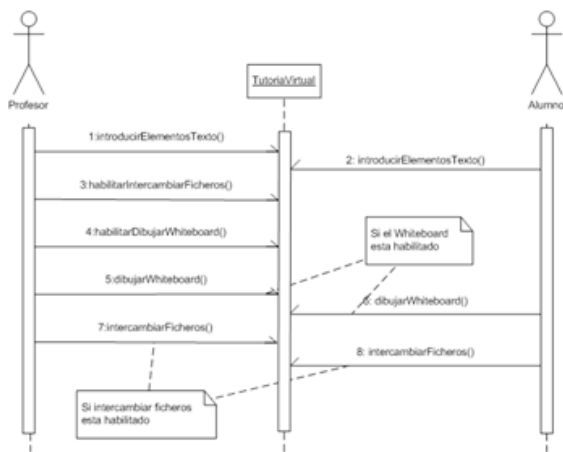 TutoriaVirtual
Profesor
Alumno
1:introducirElementosTexto()
2: introducirElementosTexto()
3:habilitarIntercambiarFicheros()
4:habilitarDibujarWhiteboard()
Si el Whiteboard
esta habilitado
5:dibujarWhiteboard()
6: dibujarWhiteboard()
7:intercambiarFicheros()
8: intercambiarFicheros()
Si intercambiar ficheros
esta habilitado